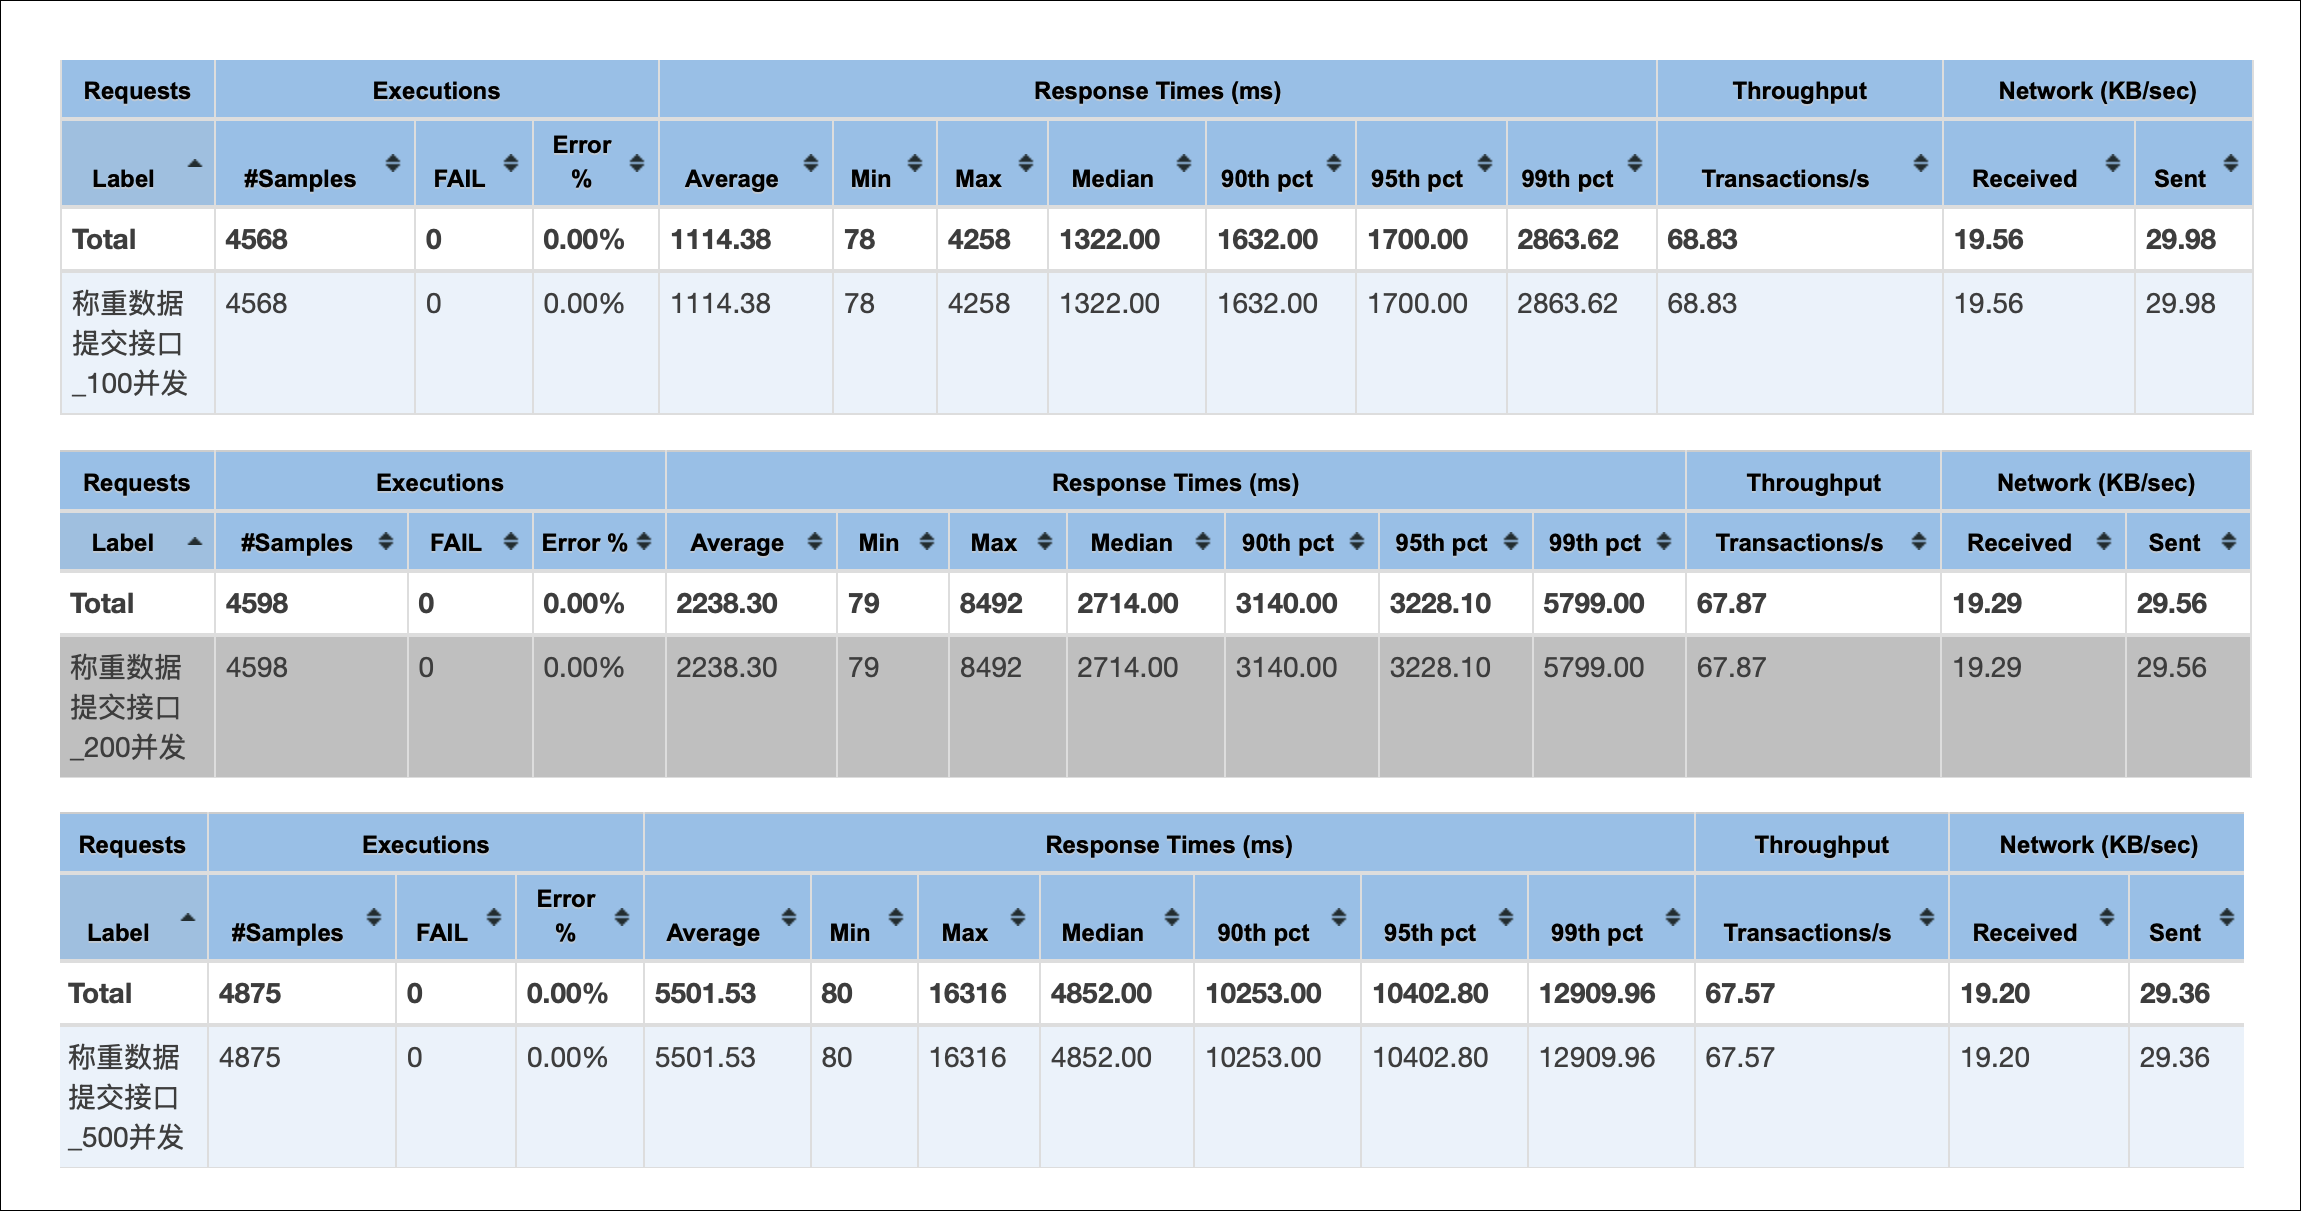 Requests Executions Response Times (ms) Throughput Network (KB/sec)
Label #Samples FAIL Error % Average Min Max Median 90th pct 95th pct 99th pct Transactions/s Received Sent
Total 4568 0 0.00% 1114.38 78 4258 1322.00 1632.00 1700.00 2863.62 68.83 19.56 29.98
称重数据 4568 0 0.00% 1114.38 78 4258 1322.00 1632.00 1700.00 2863.62 68.83 19.56 29.98
提交接口
_100并发
Requests Executions Response Times (ms) Throughput Network (KB/sec)
Label #Samples FAIL Error % Average Min Max Median 90th pct 95th pct 99th pct Transactions/s Received Sent
Total 4598 0 0.00% 2238.30 79 8492 2714.00 3140.00 3228.10 5799.00 67.87 19.29 29.56
称重数据 4598 0 0.00% 2238.30 79 8492 2714.00 3140.00 3228.10 5799.00 67.87 19.29 29.56
提交接口
_200并发
Requests Executions Response Times (ms) Throughput Network (KB/sec)
Label #Samples FAIL Error % Average Min Max Median 90th pct 95th pct 99th pct Transactions/s Received Sent
Total 4875 0 0.00% 5501.53 80 16316 4852.00 10253.00 10402.80 12909.96 67.57 19.20 29.36
称重数据 4875 0 0.00% 5501.53 80 16316 4852.00 10253.00 10402.80 12909.96 67.57 19.20 29.36
提交接口
_500并发